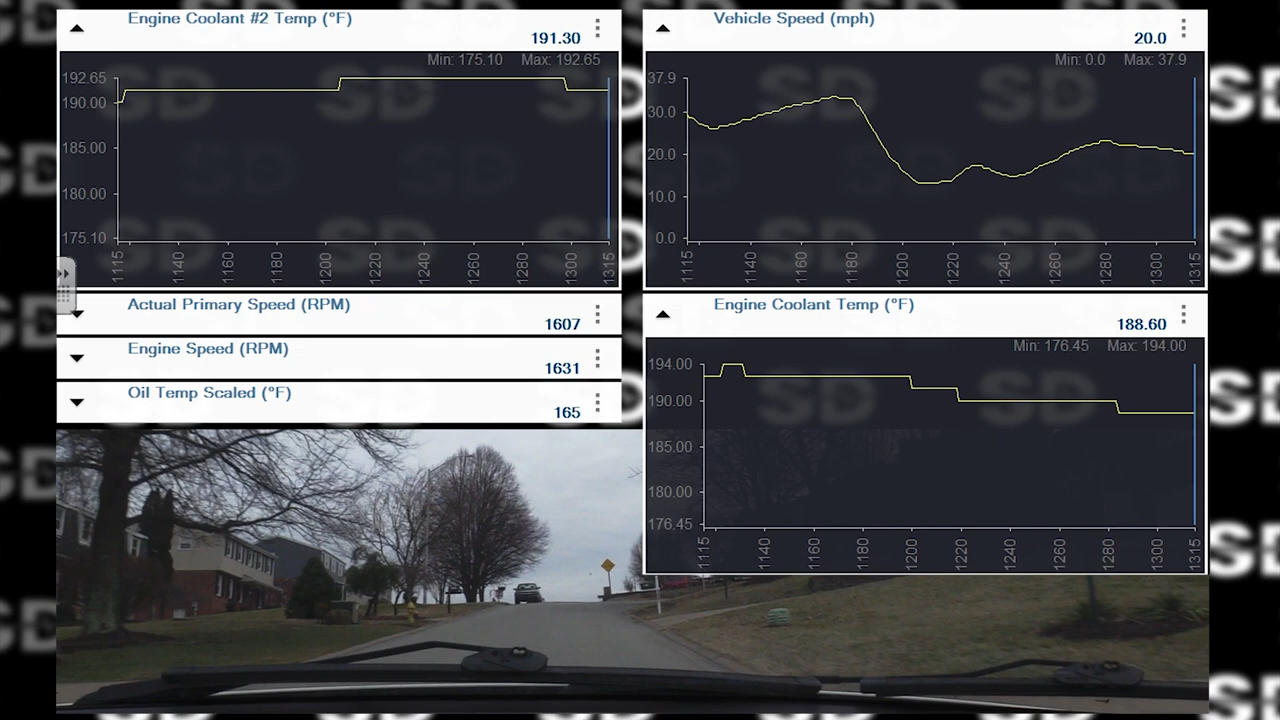 Engine Coolant #2 Temp (°F)
191.30
Min: 175.10 Max: 192.65
192.65
190.00
185.00
180.00
175.10
1115 1140 1160 1180 1200 1220 1240 1260 1280 1300 1315
Actual Primary Speed (RPM)
1607
Engine Speed (RPM)
1631
Oil Temp Scaled (°F)
165
Vehicle Speed (mph)
20.0
Min: 0.0 Max: 37.9
37.9
30.0
20.0
10.0
0.0
1115 1140 1160 1180 1200 1220 1240 1260 1280 1300 1315
Engine Coolant Temp (°F)
188.60
Min: 176.45 Max: 194.00
194.00
190.00
185.00
180.00
176.45
1115 1140 1160 1180 1200 1220 1240 1260 1280 1300 1315
SD